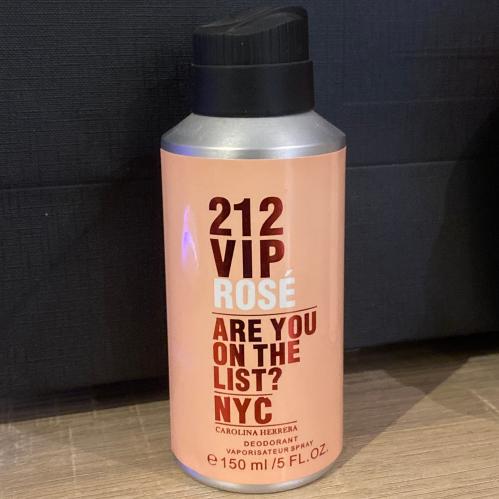 212
VIP
ROSÉ
ARE YOU
ON THE
LIST?
NYC
CAROLINA HERRERA
DEODORANT
VAPORISATEUR SPRAY
℮ 150 ml /5 FL.OZ.